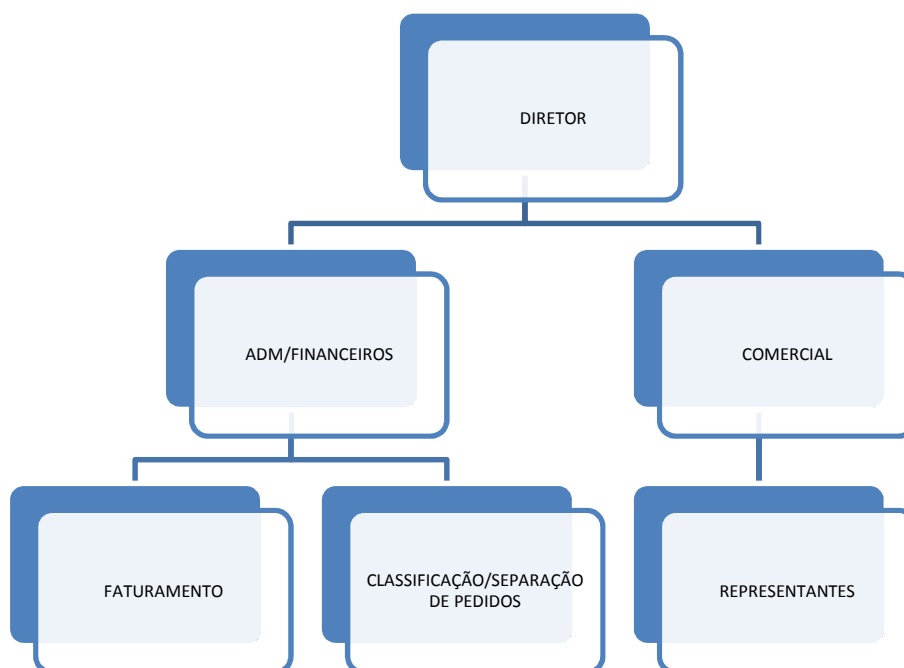 DIRETOR
ADM/FINANCEIROS
COMERCIAL
FATURAMENTO
CLASSIFICAÇÃO/SEPARAÇÃO
DE PEDIDOS
REPRESENTANTES